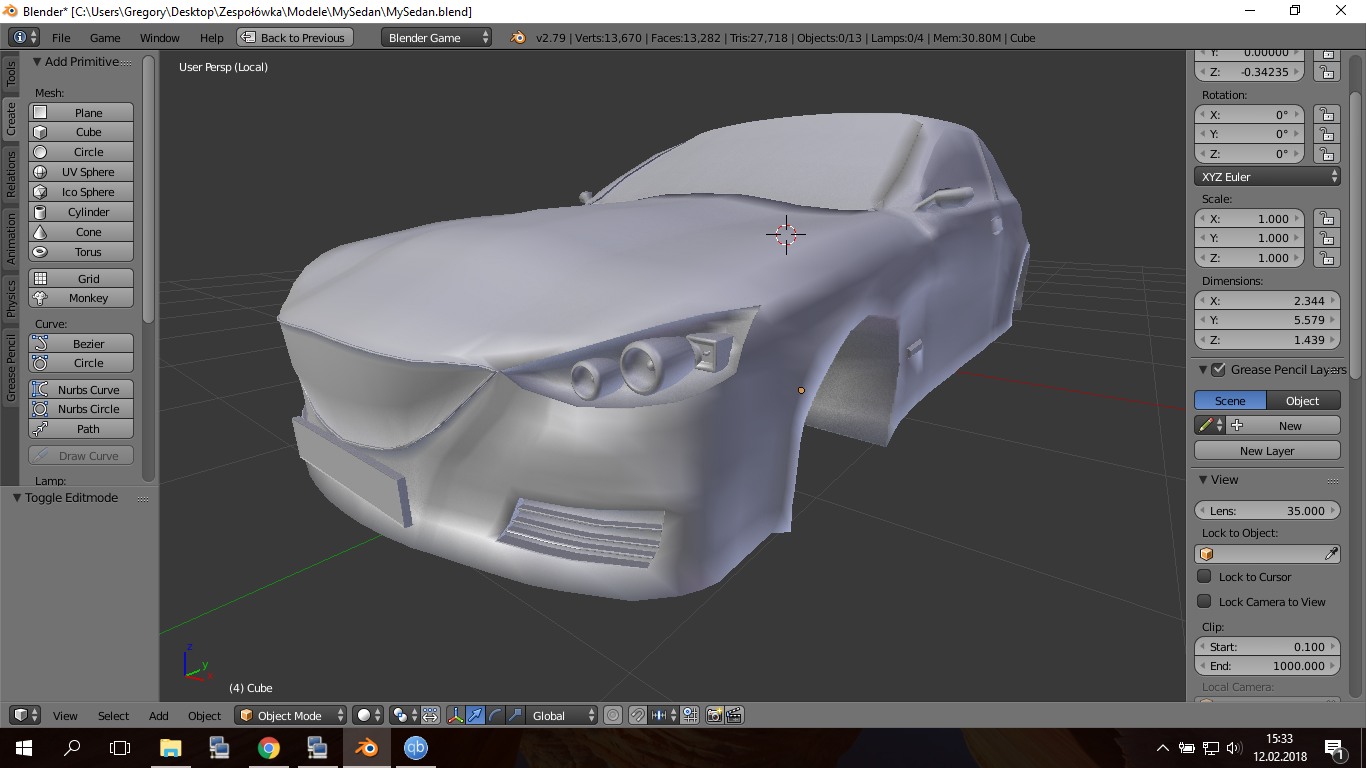 Blender* [C:\Users\Gregory\Desktop\Zespołówka\Modele\MySedan\MySedan.blend]
File Game Window Help Back to Previous Blender Game v2.79 | Verts:13,670 | Faces:13,282 | Tris:27,718 | Objects:0/13 | Lamps:0/4 | Mem:30.80M | Cube
Tools
Create
Relations
Animation
Physics
Grease Pencil
Add Primitive
Mesh:
Plane
Cube
Circle
UV Sphere
Ico Sphere
Cylinder
Cone
Torus
Grid
Monkey
Curve:
Bezier
Circle
Nurbs Curve
Nurbs Circle
Path
Draw Curve
Lamp:
Toggle Editmode
User Persp (Local)
z
y
x
(4) Cube
Y: 0.00000
Z: -0.34235
Rotation:
X: 0°
Y: 0°
Z: 0°
XYZ Euler
Scale:
X: 1.000
Y: 1.000
Z: 1.000
Dimensions:
X: 2.344
Y: 5.579
Z: 1.439
Grease Pencil Layers
Scene Object
New
New Layer
View
Lens: 35.000
Lock to Object:
Lock to Cursor
Lock Camera to View
Clip:
Start: 0.100
End: 1000.000
Local Camera:
View Select Add Object Object Mode Global
qb
15:33
12.02.2018
1